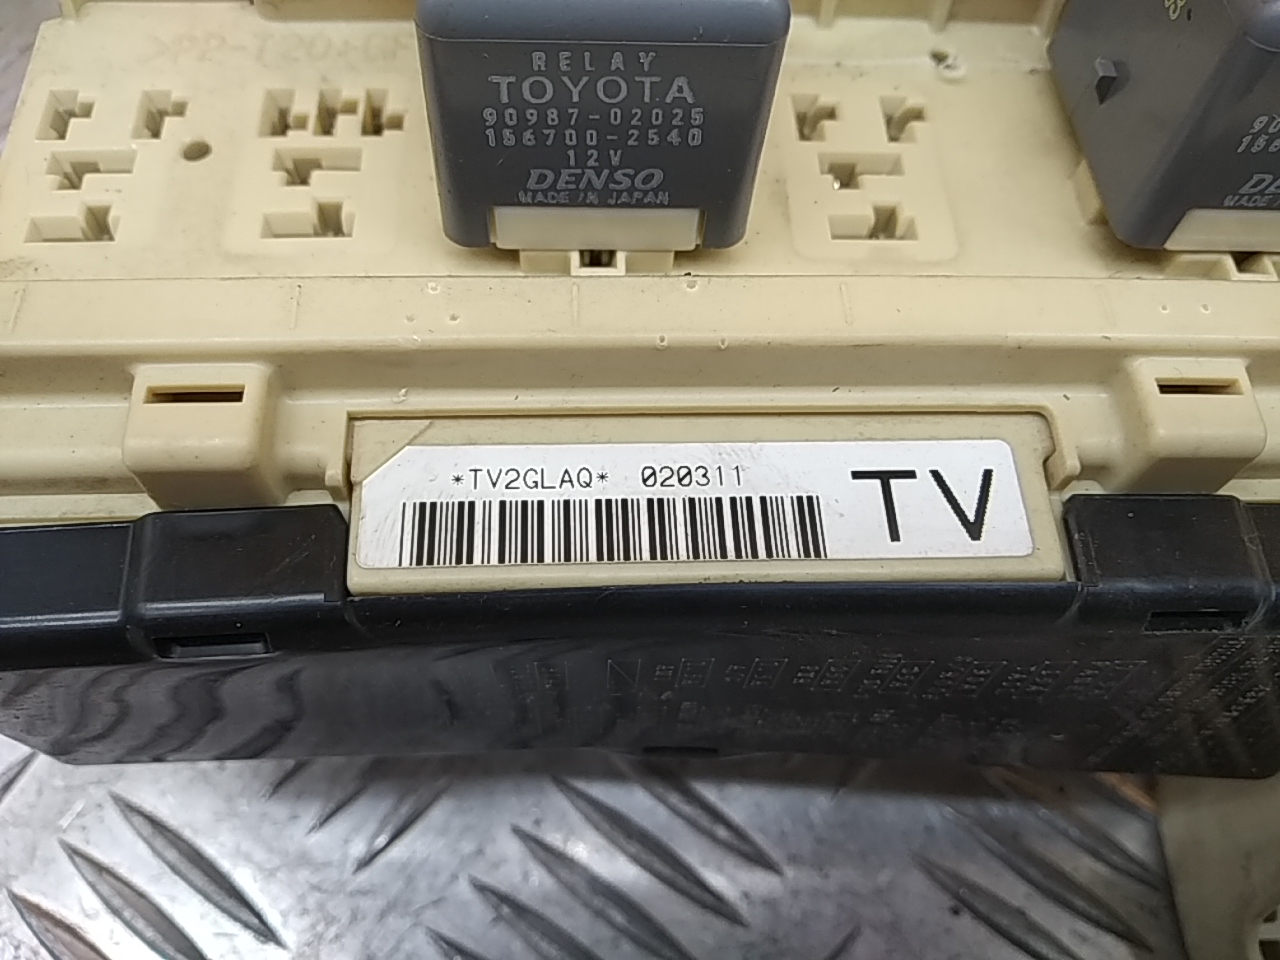 RELAY
TOYOTA
90987-02025
156700-2540
12V
DENSO
MADE IN JAPAN
*TV2GLAQ* 020311
TV